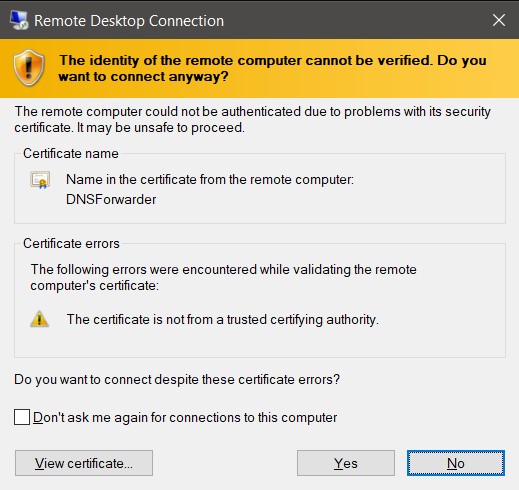 Remote Desktop Connection
The identity of the remote computer cannot be verified. Do you
want to connect anyway?
The remote computer could not be authenticated due to problems with its security
certificate. It may be unsafe to proceed.
Certificate name
Name in the certificate from the remote computer:
DNSForwarder
Certificate errors
The following errors were encountered while validating the remote
computer's certificate:
The certificate is not from a trusted certifying authority.
Do you want to connect despite these certificate errors?
Don't ask me again for connections to this computer
View certificate...
Yes
No